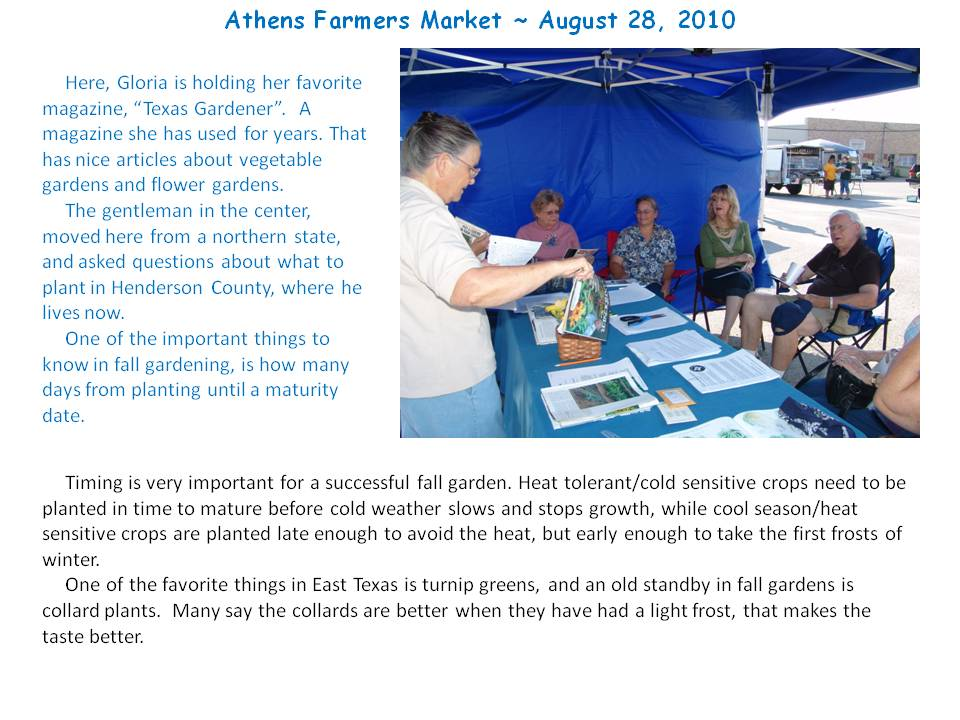 Athens Farmers Market ~ August 28, 2010
Here, Gloria is holding her favorite
magazine, “Texas Gardener”.  A
magazine she has used for years. That
has nice articles about vegetable
gardens and flower gardens.
The gentleman in the center,
moved here from a northern state,
and asked questions about what to
plant in Henderson County, where he
lives now.
One of the important things to
know in fall gardening, is how many
days from planting until a maturity
date.
Timing is very important for a successful fall garden. Heat tolerant/cold sensitive crops need to be
planted in time to mature before cold weather slows and stops growth, while cool season/heat
sensitive crops are planted late enough to avoid the heat, but early enough to take the first frosts of
winter.
One of the favorite things in East Texas is turnip greens, and an old standby in fall gardens is
collard plants.  Many say the collards are better when they have had a light frost, that makes the
taste better.